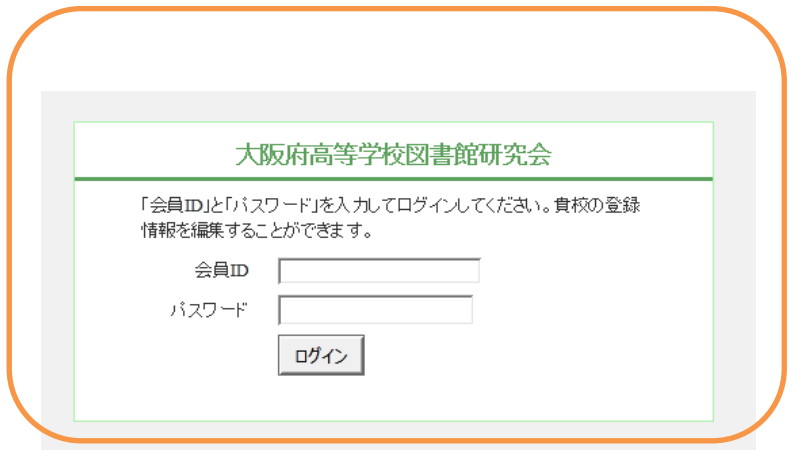 大阪府高等学校図書館研究会
「会員ID」と「パスワード」を入力してログインしてください。貴校の登録
情報を編集することができます。
会員ID
パスワード
ログイン